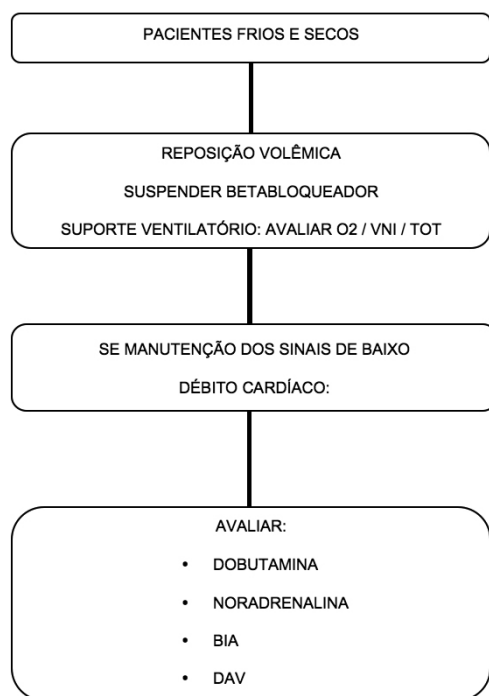 PACIENTES FRIOS E SECOS
REPOSIÇÃO VOLÊMICA
SUSPENDER BETABLOQUEADOR
SUPORTE VENTILATÓRIO: AVALIAR O2 / VNI / TOT
SE MANUTENÇÃO DOS SINAIS DE BAIXO
DÉBITO CARDÍACO:
AVALIAR:
• DOBUTAMINA
• NORADRENALINA
• BIA
• DAV